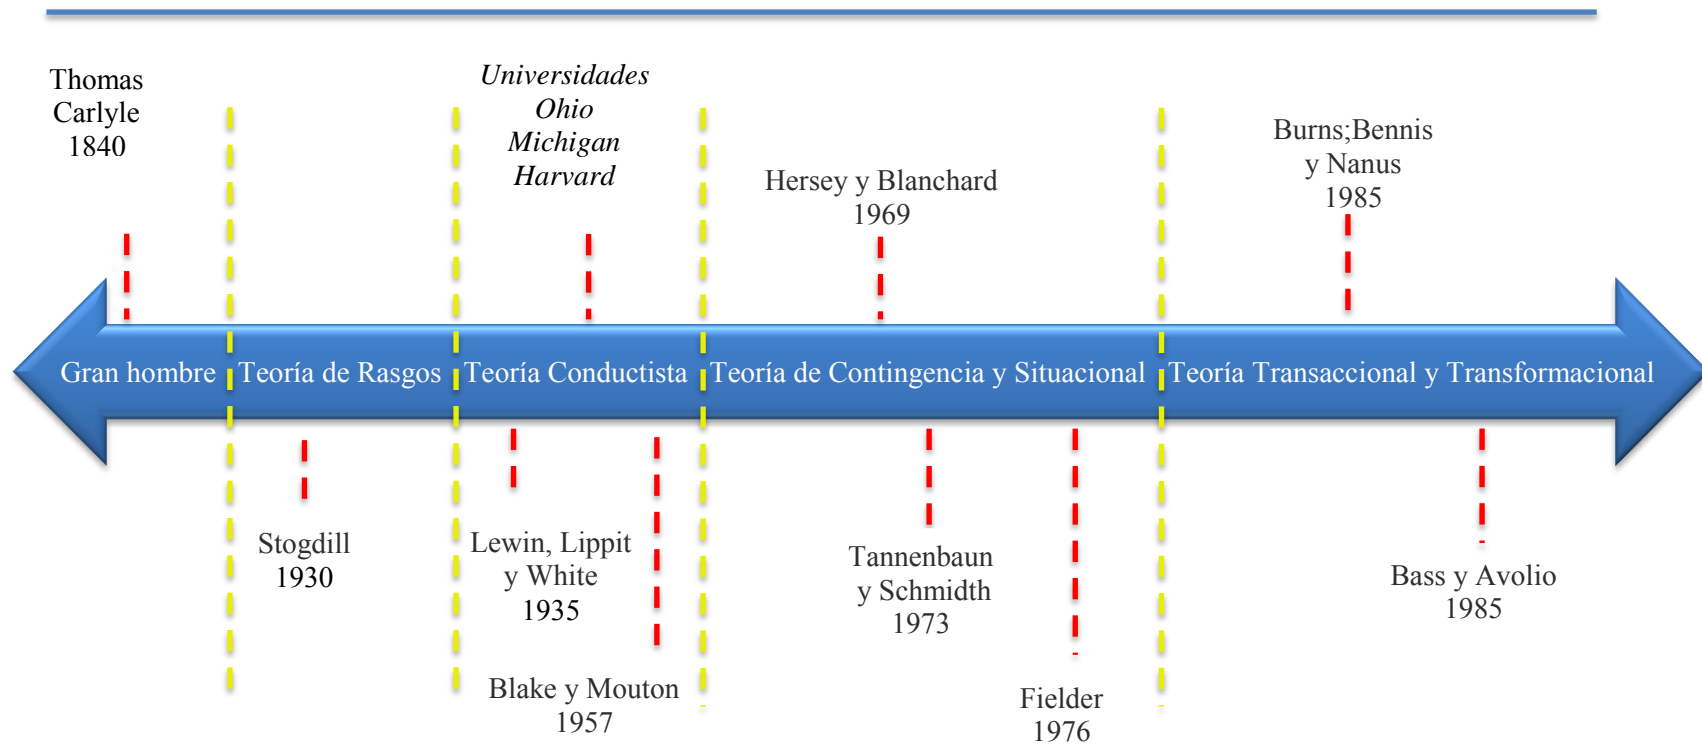 Thomas
Carlyle
1840
Universidades
Ohio
Michigan
Harvard
Hersey y Blanchard
1969
Burns;Bennis
y Nanus
1985
Gran hombre
Teoría de Rasgos
Teoría Conductista
Teoría de Contingencia y Situacional
Teoría Transaccional y Transformacional
Stogdill
1930
Lewin, Lippit
y White
1935
Blake y Mouton
1957
Tannenbaun
y Schmidth
1973
Fielder
1976
Bass y Avolio
1985